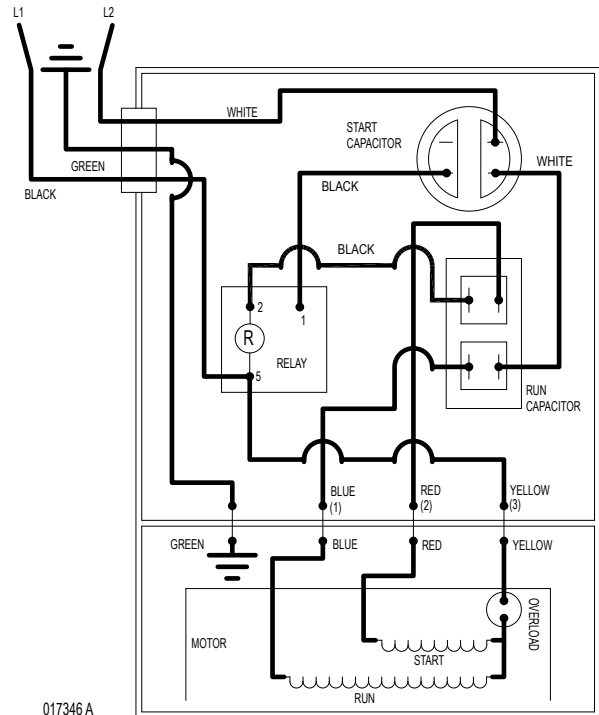 L1
L2
WHITE
START
CAPACITOR
GREEN
WHITE
BLACK
BLACK
BLACK
2
1
R
RELAY
5
RUN
CAPACITOR
BLUE
(1)
RED
(2)
YELLOW
(3)
GREEN
BLUE
RED
YELLOW
OVERLOAD
MOTOR
START
RUN
017346 A